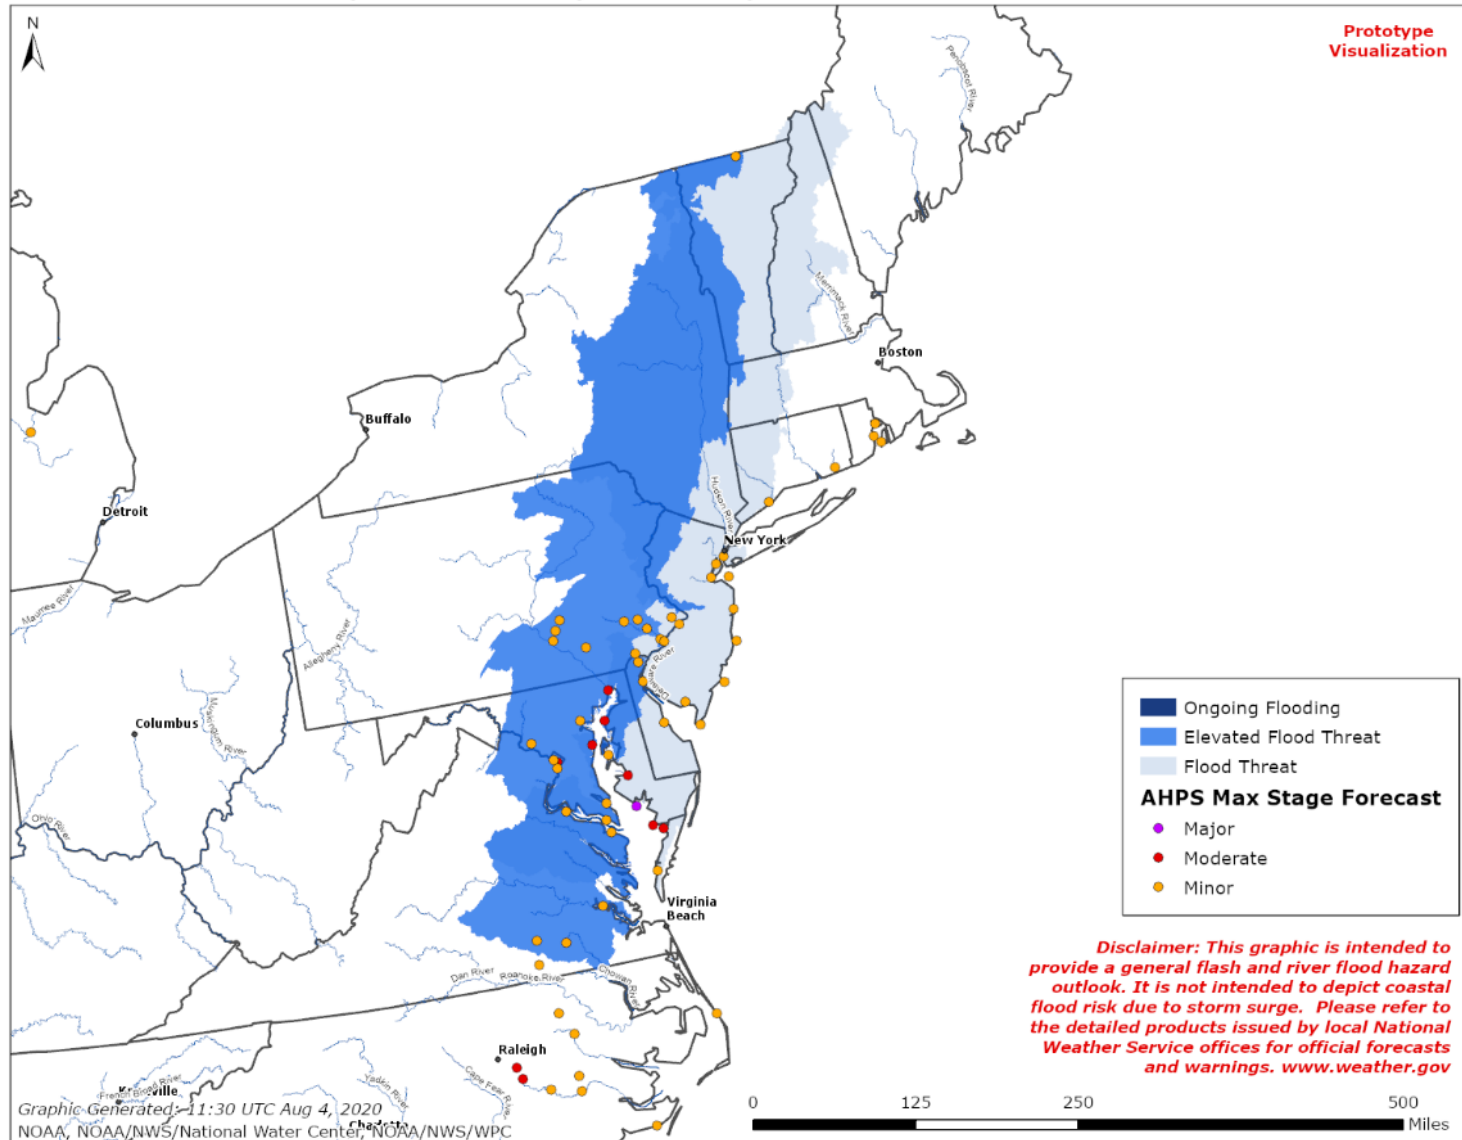 N
Prototype
Visualization
Penobscot River
Merrimack River
Boston
Buffalo
Detroit
Hudson River
New York
Maumee River
Allegheny River
Delaware River
Columbus
Muskingum River
Ohio River
Virginia
Beach
Dan River
Roanoke River
Chowan River
Raleigh
Cape Fear River
Yadkin River
French Broad River
Knoxville
Charlotte
Ongoing Flooding
Elevated Flood Threat
Flood Threat
AHPS Max Stage Forecast
Major
Moderate
Minor
Disclaimer: This graphic is intended to
provide a general flash and river flood hazard
outlook. It is not intended to depict coastal
flood risk due to storm surge. Please refer to
the detailed products issued by local National
Weather Service offices for official forecasts
and warnings. www.weather.gov
Graphic Generated: 11:30 UTC Aug 4, 2020
NOAA, NOAA/NWS/National Water Center, NOAA/NWS/WPC
0 125 250 500
Miles